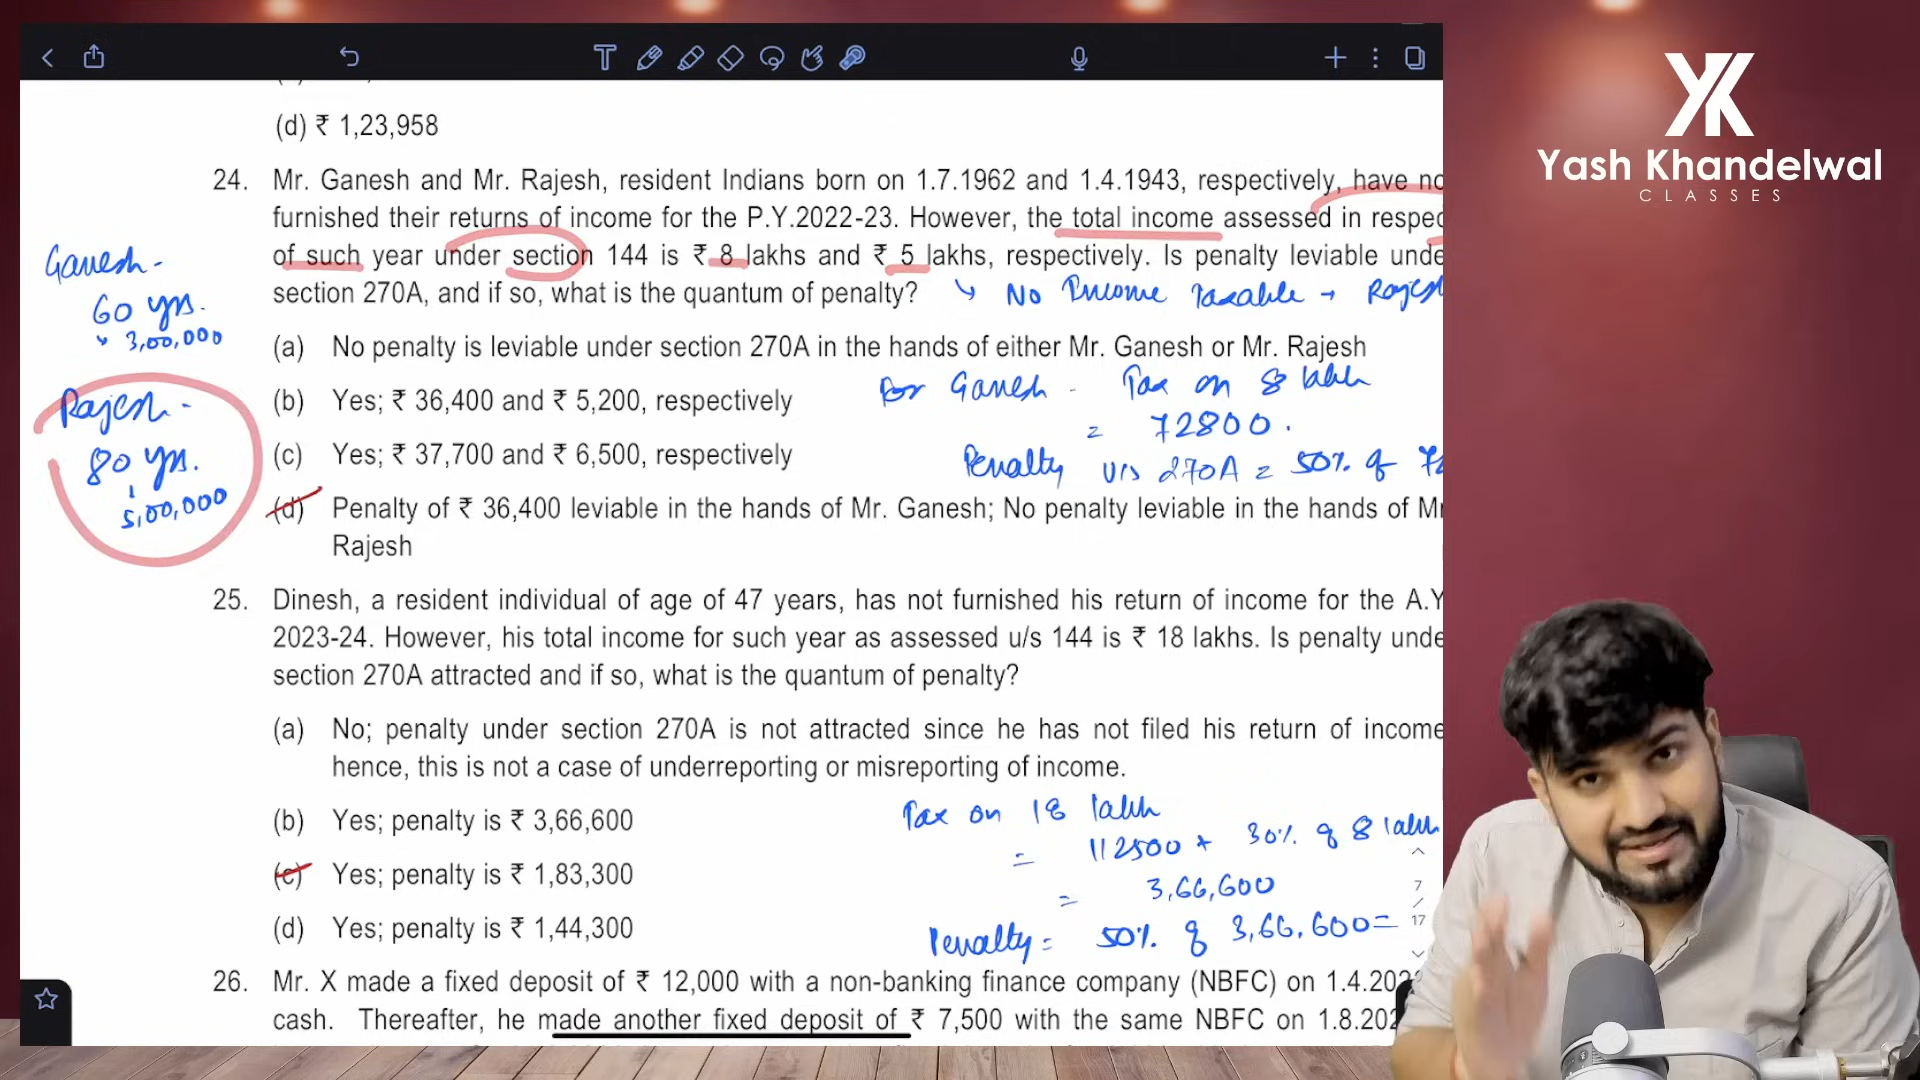 (d) ₹ 1,23,958
24. Mr. Ganesh and Mr. Rajesh, resident Indians born on 1.7.1962 and 1.4.1943, respectively, have no
furnished their returns of income for the P.Y.2022-23. However, the total income assessed in respec
of such year under section 144 is ₹ 8 lakhs and ₹ 5 lakhs, respectively. Is penalty leviable unde
section 270A, and if so, what is the quantum of penalty?
↳ No Income Taxable → Rajesh
Ganesh -
60 yrs.
↳ 3,00,000
(a) No penalty is leviable under section 270A in the hands of either Mr. Ganesh or Mr. Rajesh
For Ganesh - Tax on 8 lakh
= 72800.
Rajesh -
80 yrs.
5,00,000
(b) Yes; ₹ 36,400 and ₹ 5,200, respectively
(c) Yes; ₹ 37,700 and ₹ 6,500, respectively
Penalty u/s 270A = 50% of 72
(d) Penalty of ₹ 36,400 leviable in the hands of Mr. Ganesh; No penalty leviable in the hands of M
Rajesh
25. Dinesh, a resident individual of age of 47 years, has not furnished his return of income for the A.Y
2023-24. However, his total income for such year as assessed u/s 144 is ₹ 18 lakhs. Is penalty unde
section 270A attracted and if so, what is the quantum of penalty?
(a) No; penalty under section 270A is not attracted since he has not filed his return of income
hence, this is not a case of underreporting or misreporting of income.
(b) Yes; penalty is ₹ 3,66,600
(c) Yes; penalty is ₹ 1,83,300
(d) Yes; penalty is ₹ 1,44,300
Tax on 18 lakh
= 112500 + 30% of 8 lakh
= 3,66,600
Penalty = 50% of 3,66,600 =
7
/
17
26. Mr. X made a fixed deposit of ₹ 12,000 with a non-banking finance company (NBFC) on 1.4.202
cash. Thereafter, he made another fixed deposit of ₹ 7,500 with the same NBFC on 1.8.202
YK
Yash Khandelwal
CLASSES